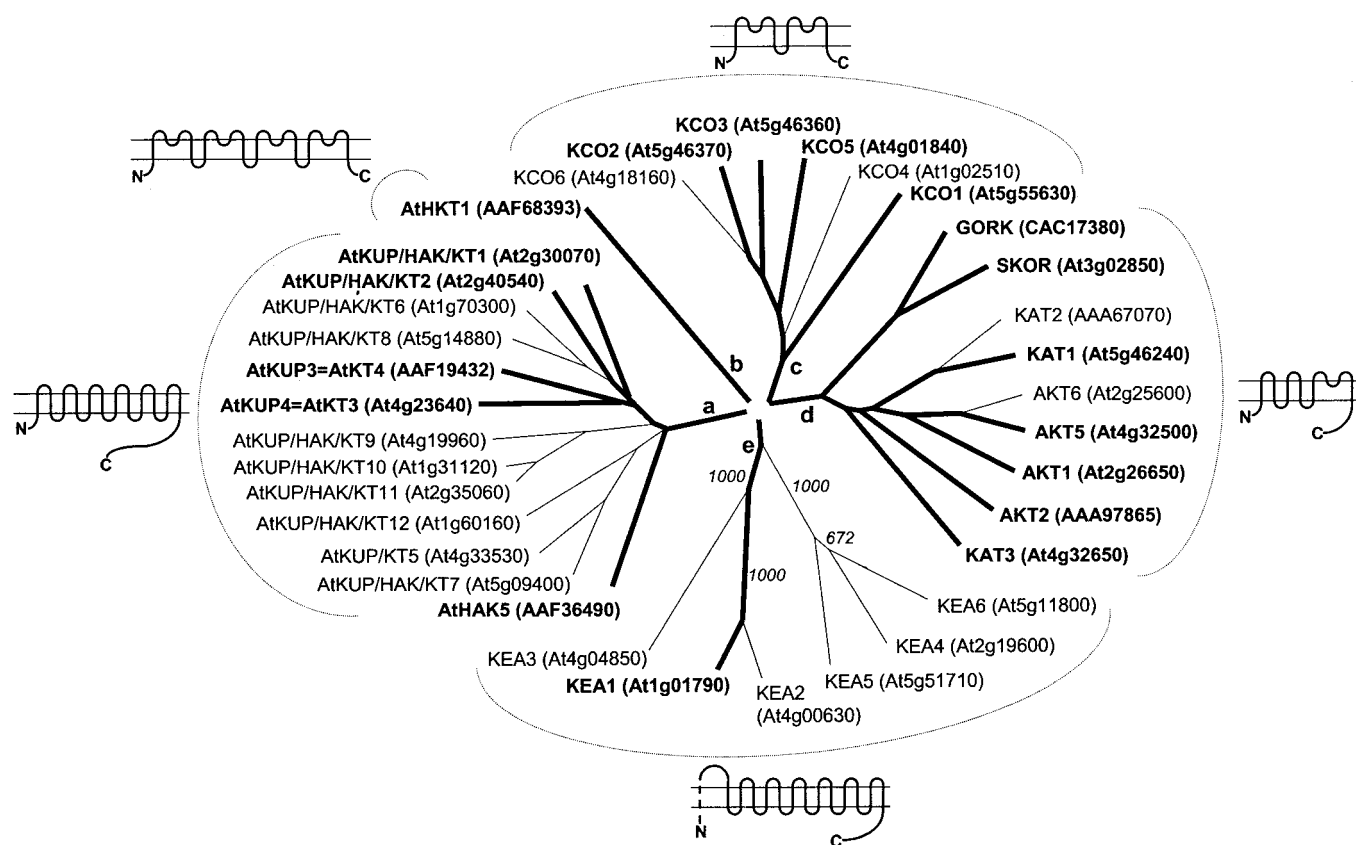 N
C
KCO3 (At5g46360)
KCO2 (At5g46370)
KCO5 (At4g01840)
KCO6 (At4g18160)
KCO4 (At1g02510)
KCO1 (At5g55630)
N
C
AtHKT1 (AAF68393)
GORK (CAC17380)
SKOR (At3g02850)
AtKUP/HAK/KT1 (At2g30070)
AtKUP/HAK/KT2 (At2g40540)
AtKUP/HAK/KT6 (At1g70300)
AtKUP/HAK/KT8 (At5g14880)
AtKUP3=AtKT4 (AAF19432)
AtKUP4=AtKT3 (At4g23640)
AtKUP/HAK/KT9 (At4g19960)
AtKUP/HAK/KT10 (At1g31120)
AtKUP/HAK/KT11 (At2g35060)
AtKUP/HAK/KT12 (At1g60160)
AtKUP/KT5 (At4g33530)
AtKUP/HAK/KT7 (At5g09400)
AtHAK5 (AAF36490)
N
C
a
b
c
d
e
KAT2 (AAA67070)
KAT1 (At5g46240)
AKT6 (At2g25600)
AKT5 (At4g32500)
AKT1 (At2g26650)
AKT2 (AAA97865)
KAT3 (At4g32650)
N
C
1000
1000
672
1000
KEA6 (At5g11800)
KEA4 (At2g19600)
KEA5 (At5g51710)
KEA3 (At4g04850)
KEA1 (At1g01790)
KEA2
(At4g00630)
N
C